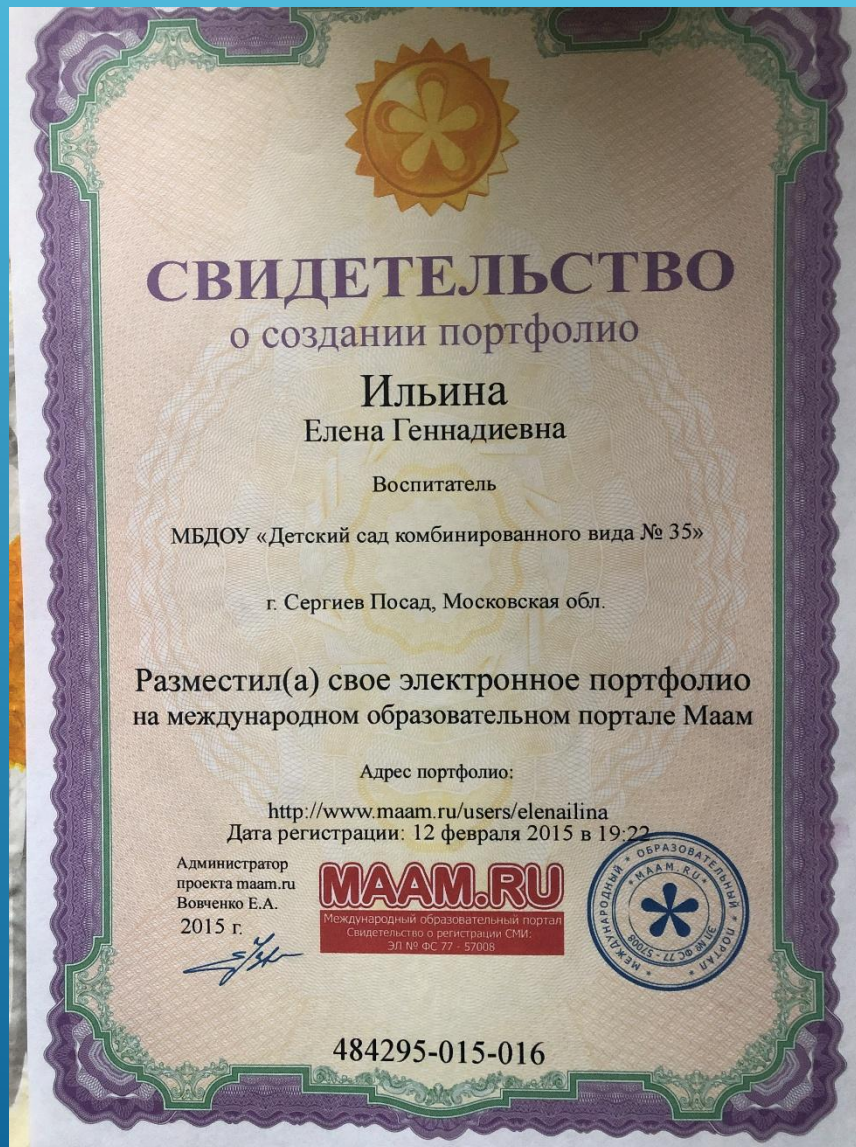 СВИДЕТЕЛЬСТВО
о создании портфолио
Ильина
Елена Геннадиевна
Воспитатель
МБДОУ «Детский сад комбинированного вида № 35»
г. Сергиев Посад, Московская обл.
Разместил(а) свое электронное портфолио
на международном образовательном портале Маам
Адрес портфолио:
http://www.maam.ru/users/elenailina
Дата регистрации: 12 февраля 2015 в 19:22
Администратор
проекта maam.ru
Вовченко Е.А.
2015 г.
MAAM.RU
Международный образовательный портал
Свидетельство о регистрации СМИ:
ЭЛ № ФС 77 - 57008
* МЕЖДУНАРОДНЫЙ * ОБРАЗОВАТЕЛЬНЫЙ * ПОРТАЛ *
* MAAM.RU *
ЭЛ № ФС 77 - 57008
484295-015-016